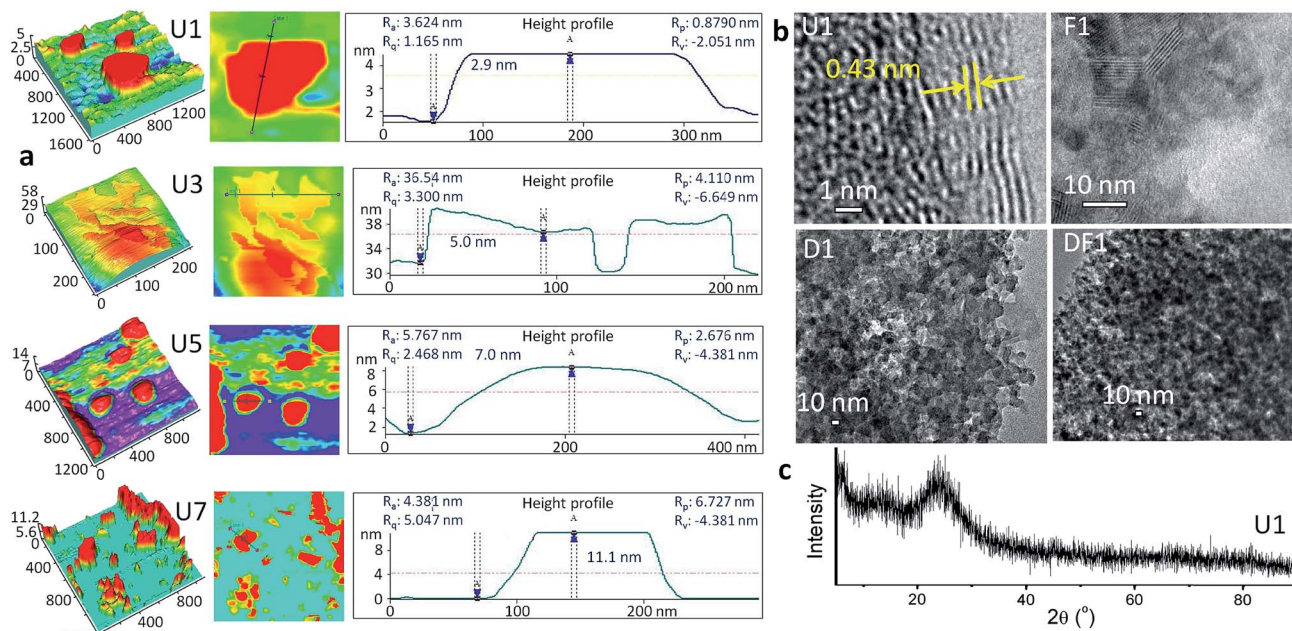 a
U1
5
2.5
0
400
800
1200
1600
0
400
800
1200
Height profile
Ra: 3.624 nm
Rq: 1.165 nm
Rp: 0.8790 nm
Rv: -2.051 nm
A
nm
4
3
2
2.9 nm
100
200
300 nm
U3
58
29
0
100
200
0
100
200
Height profile
Ra: 36.54 nm
Rq: 3.300 nm
Rp: 4.110 nm
Rv: -6.649 nm
A
nm
38
36
34
32
30
5.0 nm
0
100
200 nm
U5
14
7
0
400
800
1200
0
400
800
Height profile
Ra: 5.767 nm
Rq: 2.468 nm
7.0 nm
Rp: 2.676 nm
Rv: -4.381 nm
A
nm
8
6
4
2
0
200
400 nm
U7
11.2
5.6
0
400
800
0
400
800
Height profile
Ra: 4.381 nm
Rq: 5.047 nm
Rp: 6.727 nm
Rv: -4.381 nm
A
nm
8
4
0
11.1 nm
0
100
200 nm
b
U1
0.43 nm
1 nm
F1
10 nm
D1
10 nm
DF1
10 nm
c
Intensity
U1
20
40
60
80
2θ (°)